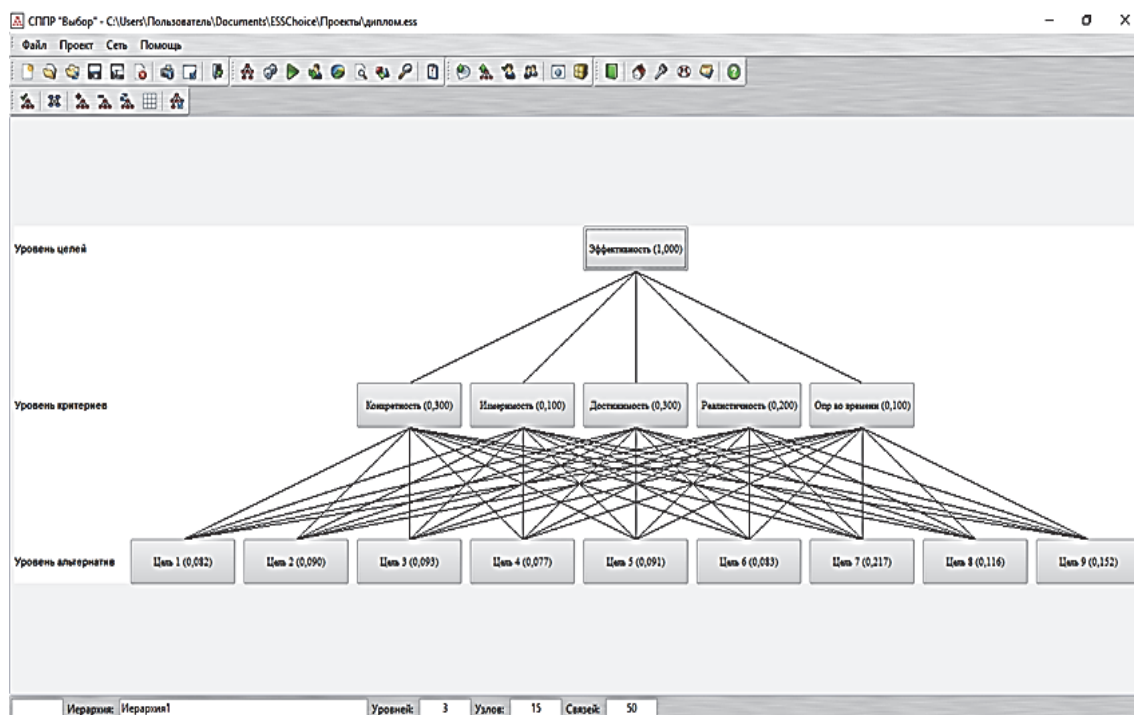 СППР "Выбор" - C:\Users\Пользователь\Documents\ESSChoice\Проекты\диплом.ess
Файл Проект Сеть Помощь
Уровень целей
Эффективность (1,000)
Уровень критериев
Конкретность (0,300) Измеримость (0,100) Достижимость (0,300) Реалистичность (0,200) Опр во времени (0,100)
Уровень альтернатив
Цель 1 (0,082) Цель 2 (0,090) Цель 3 (0,093) Цель 4 (0,077) Цель 5 (0,091) Цель 6 (0,083) Цель 7 (0,217) Цель 8 (0,116) Цель 9 (0,152)
Иерархия: Иерархия1 Уровней: 3 Узлов: 15 Связей: 50